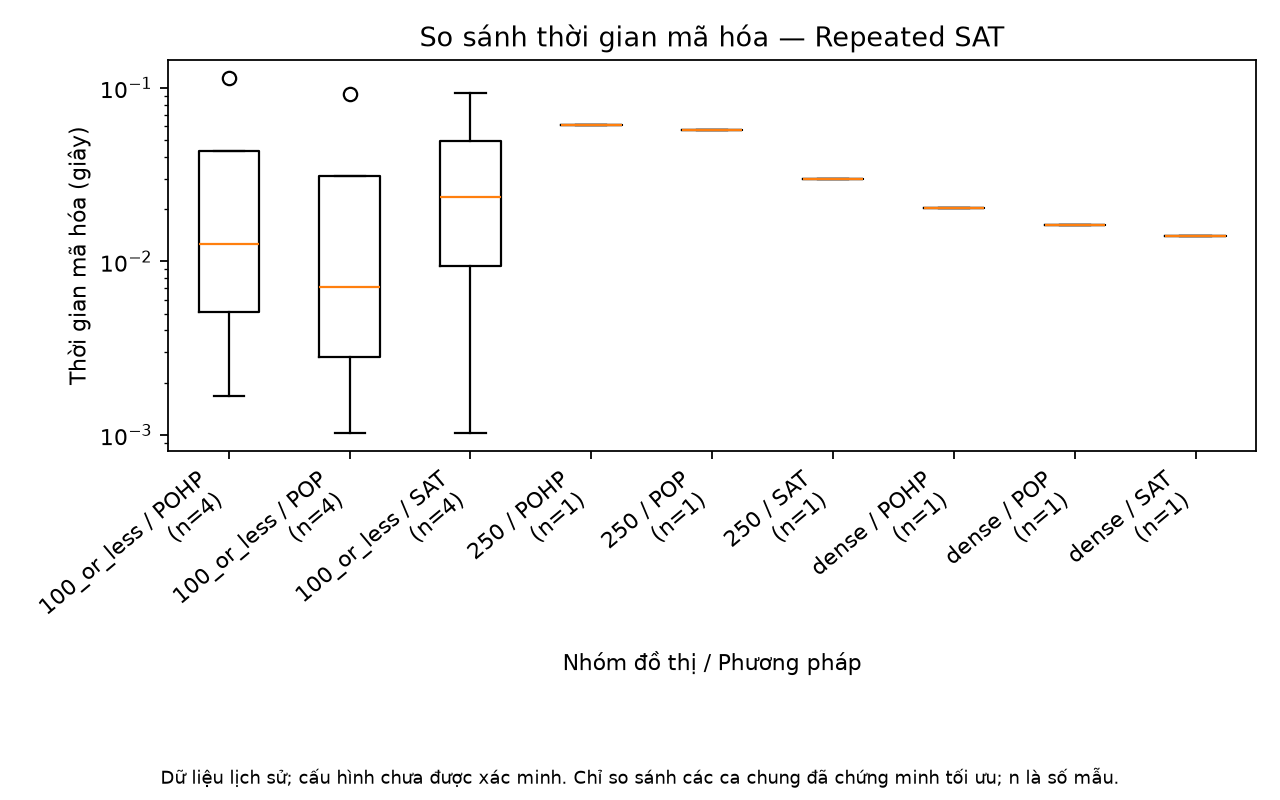 So sánh thời gian mã hóa — Repeated SAT
Thời gian mã hóa (giây)
10⁻¹
10⁻²
10⁻³
100_or_less / POHP
(n=4)
100_or_less / POP
(n=4)
100_or_less / SAT
(n=4)
250 / POHP
(n=1)
250 / POP
(n=1)
250 / SAT
(n=1)
dense / POHP
(n=1)
dense / POP
(n=1)
dense / SAT
(n=1)
Nhóm đồ thị / Phương pháp
Dữ liệu lịch sử; cấu hình chưa được xác minh. Chỉ so sánh các ca chung đã chứng minh tối ưu; n là số mẫu.